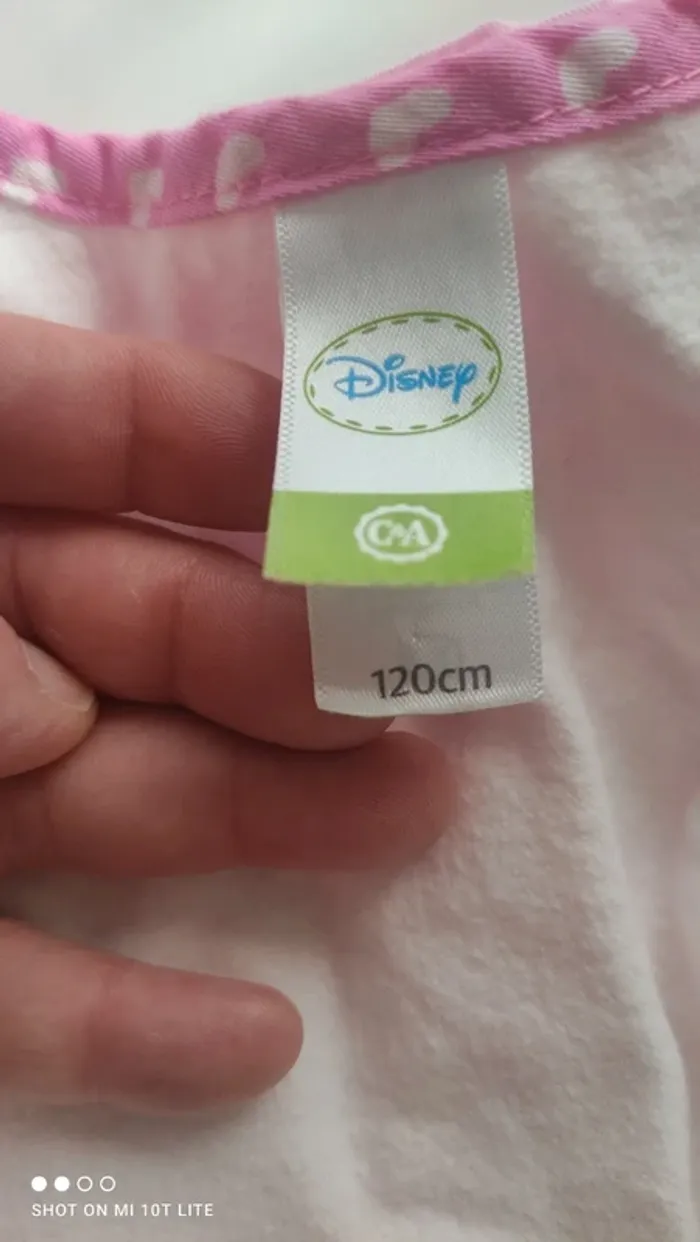 Disney
C&A
120cm
SHOT ON MI 10T LITE